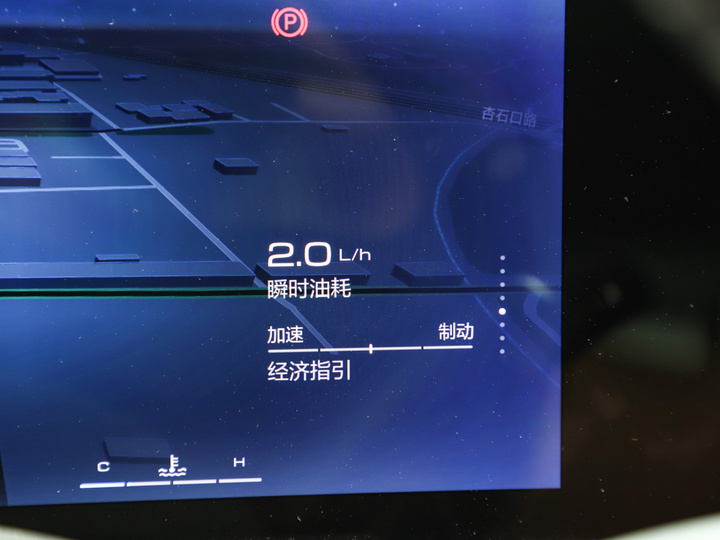 P
杏石口路
2.0 L/h
瞬时油耗
加速 制动
经济指引
C H